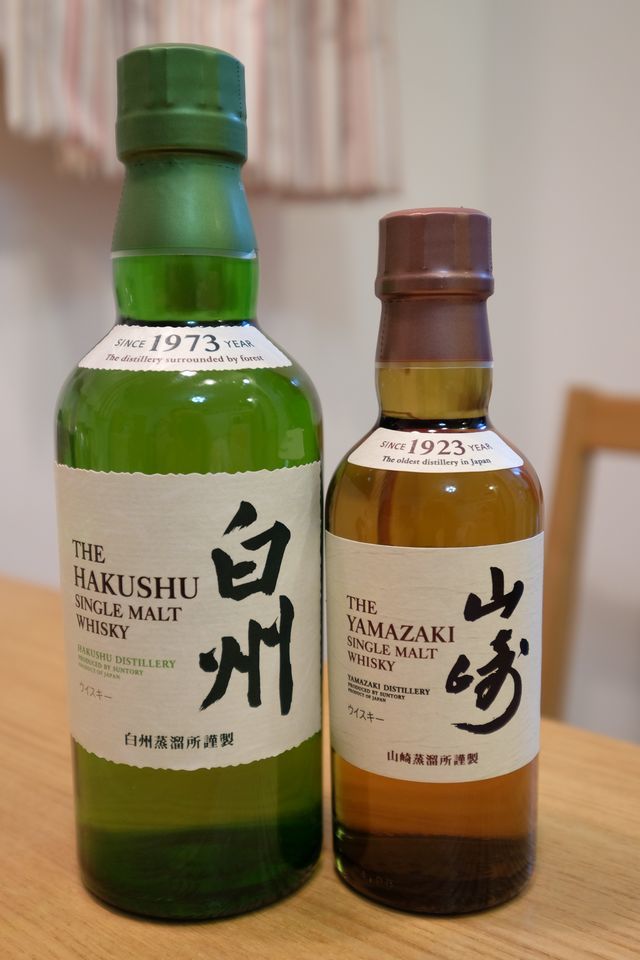 SINCE 1973 YEAR
The distillery surrounded by forest
THE
HAKUSHU
SINGLE MALT
WHISKY
白州
HAKUSHU DISTILLERY
PRODUCED BY SUNTORY
PRODUCT OF JAPAN
ウイスキー
白州蒸溜所謹製
SINCE 1923 YEAR
The oldest distillery in Japan
THE
YAMAZAKI
SINGLE MALT
WHISKY
山崎
YAMAZAKI DISTILLERY
PRODUCED BY SUNTORY
PRODUCT OF JAPAN
ウイスキー
山崎蒸溜所謹製